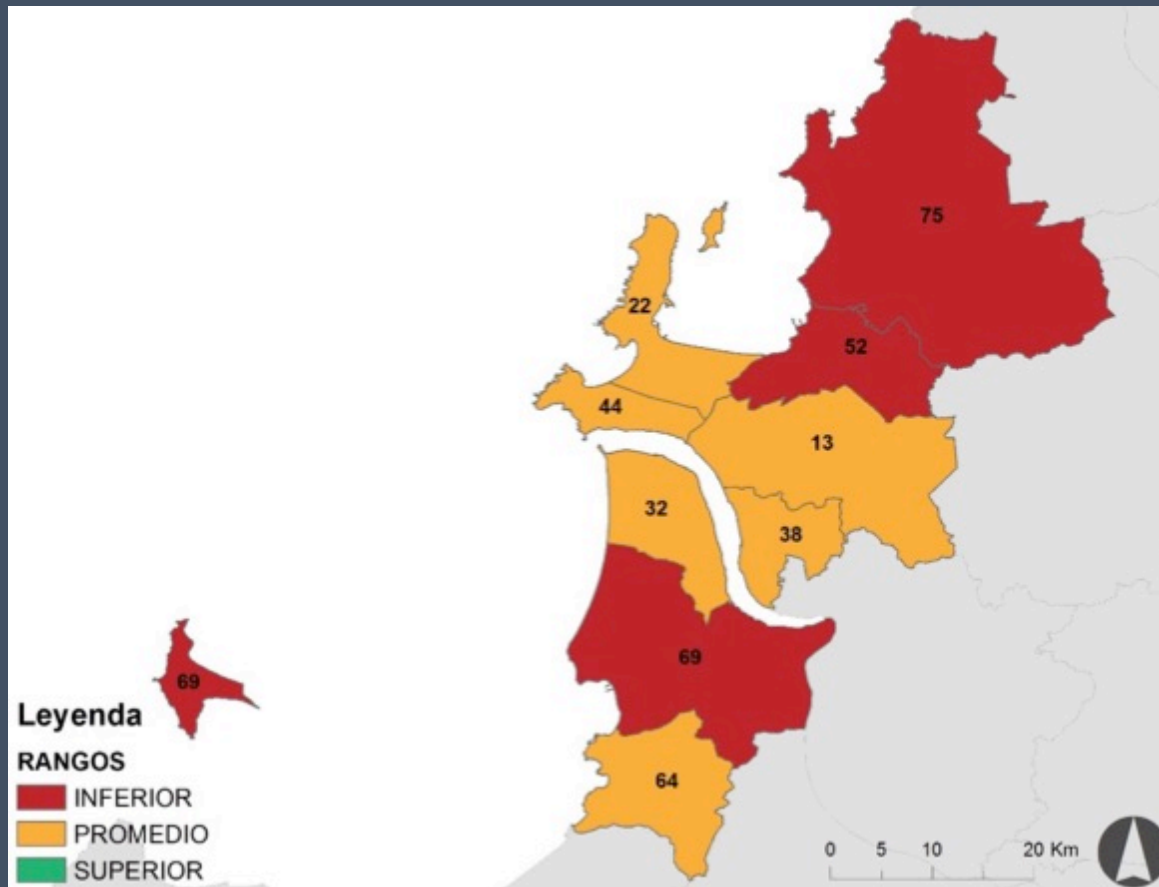 75
22
52
44
13
32
38
69
69
64
Leyenda
RANGOS
INFERIOR
PROMEDIO
SUPERIOR
0 5 10 20 Km